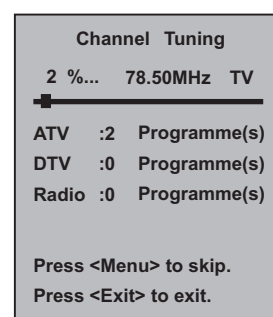 Channel Tuning
2 %... 78.50MHz TV
ATV :2 Programme(s)
DTV :0 Programme(s)
Radio :0 Programme(s)
Press <Menu> to skip.
Press <Exit> to exit.